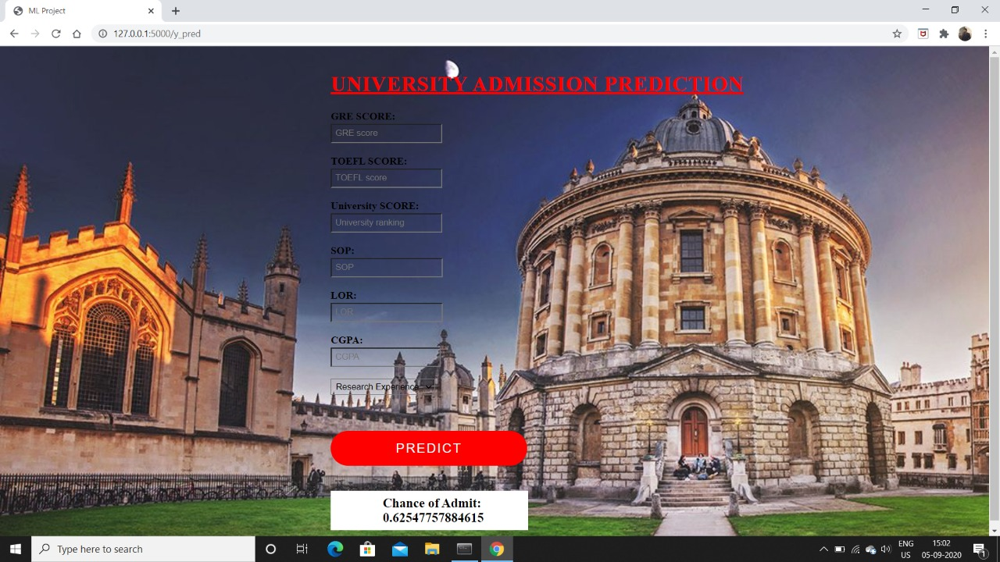 ML Project
127.0.0.1:5000/y_pred
UNIVERSITY ADMISSION PREDICTION
GRE SCORE:
GRE score
TOEFL SCORE:
TOEFL score
University SCORE:
University ranking
SOP:
SOP
LOR:
LOR
CGPA:
CGPA
Research Experience
PREDICT
Chance of Admit:
0.62547757884615
Type here to search
ENG
US
15:02
05-09-2020
1